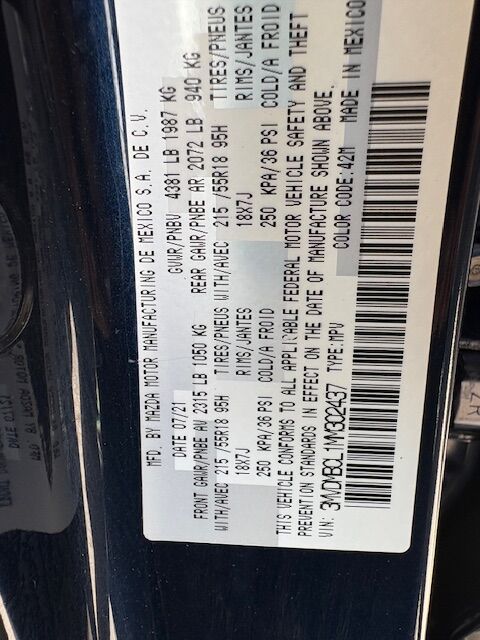 MFD. BY MAZDA MOTOR MANUFACTURING DE MEXICO S.A. DE C.V.
DATE 07/21 GVWR/PNBV 4381 LB 1987 KG
FRONT GAWR/PNBE AV 2315 LB 1050 KG REAR GAWR/PNBE AR 2072 LB 940 KG
WITH/AVEC 215 /55R18 95H TIRES/PNEUS WITH/AVEC 215 /55R18 95H TIRES/PNEUS
18X7J RIMS/JANTES 18X7J RIMS/JANTES
250 KPA/36 PSI COLD/A FROID 250 KPA/36 PSI COLD/A FROID
THIS VEHICLE CONFORMS TO ALL APPLICABLE FEDERAL MOTOR VEHICLE SAFETY AND THEFT
PREVENTION STANDARDS IN EFFECT ON THE DATE OF MANUFACTURE SHOWN ABOVE.
VIN: 3MVDMBCL1MM302437 TYPE:MPV COLOR CODE:42M MADE IN MEXICO